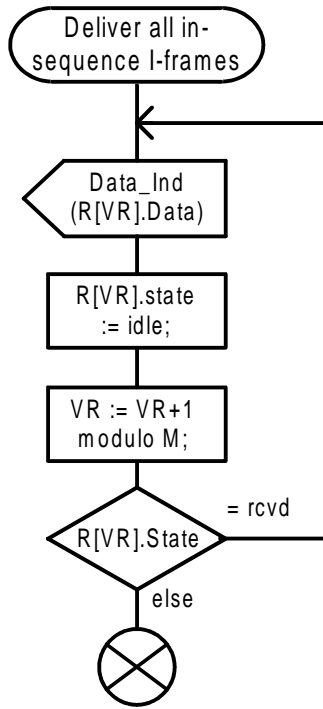 Deliver all in-
sequence I-frames
Data_Ind
(R[VR].Data)
R[VR].state
:= idle;
VR := VR+1
modulo M;
= rcvd
R[VR].State
else